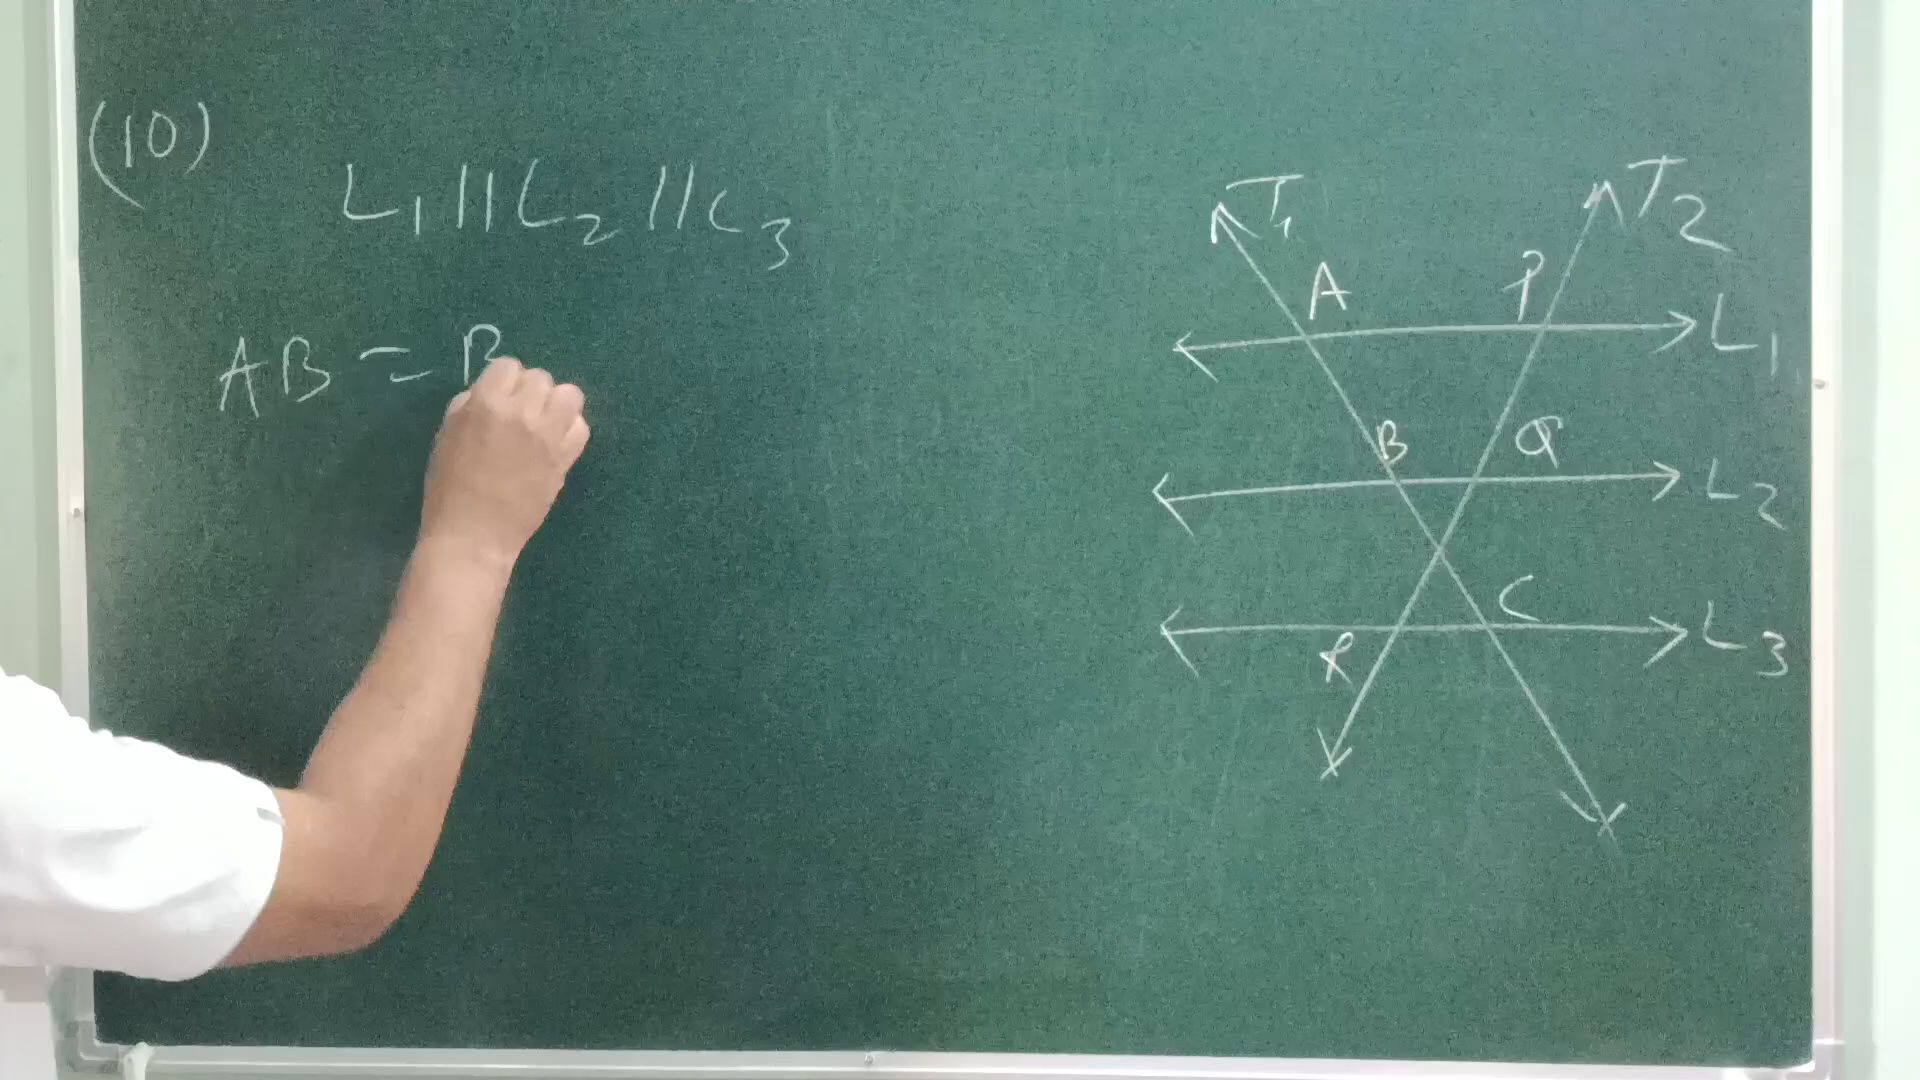 (10)
L₁ || L₂ || L₃
AB = B
T₁
T₂
A
P
L₁
B
Q
L₂
C
L₃
R